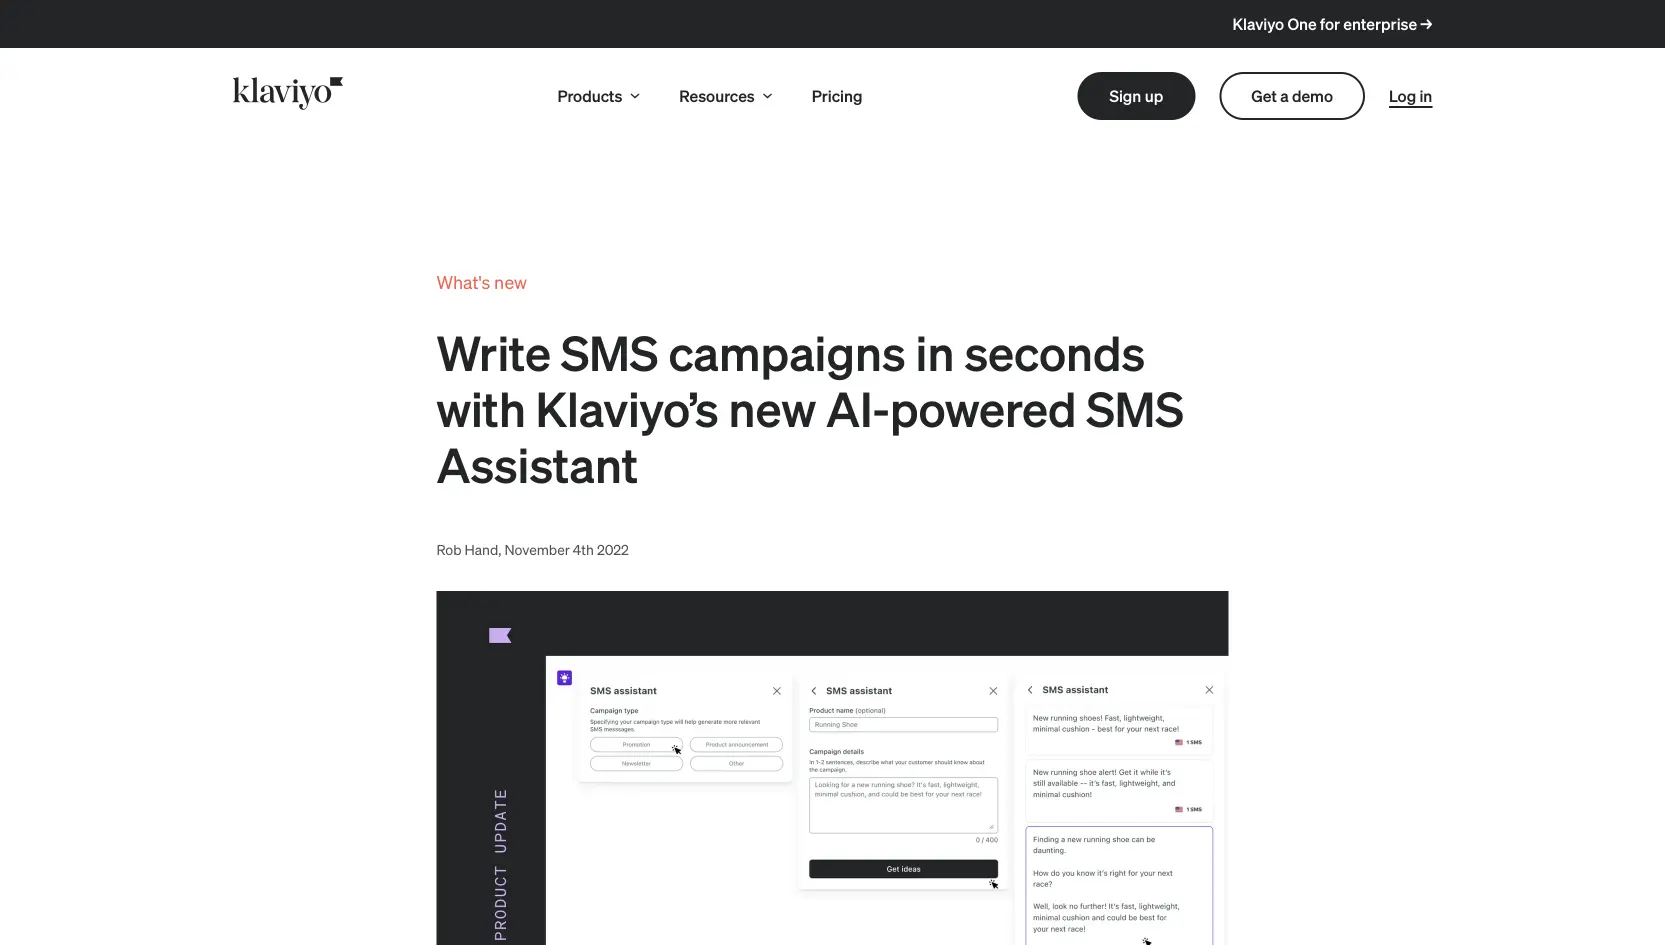 Klaviyo One for enterprise →
klaviyo
Products
Resources
Pricing
Sign up
Get a demo
Log in
What's new
Write SMS campaigns in seconds
with Klaviyo’s new AI-powered SMS
Assistant
Rob Hand, November 4th 2022
PRODUCT UPDATE
SMS assistant
Campaign type
Specifying your campaign type will help generate more relevant
SMS messsages.
Promotion
Product announcement
Newsletter
Other
SMS assistant
Product name (optional)
Running Shoe
Campaign details
In 1-2 sentences, describe what your customer should know about
the campaign.
Looking for a new running shoe? It's fast, lightweight,
minimal cushion, and could be best for your next race!
0 / 400
Get ideas
SMS assistant
New running shoes! Fast, lightweight,
minimal cushion - best for your next race!
1 SMS
New running shoe alert! Get it while it's
still available -- it's fast, lightweight, and
minimal cushion!
1 SMS
Finding a new running shoe can be
daunting.
How do you know it's right for your next
race?
Well, look no further! It's fast, lightweight,
minimal cushion and could be best for
your next race!